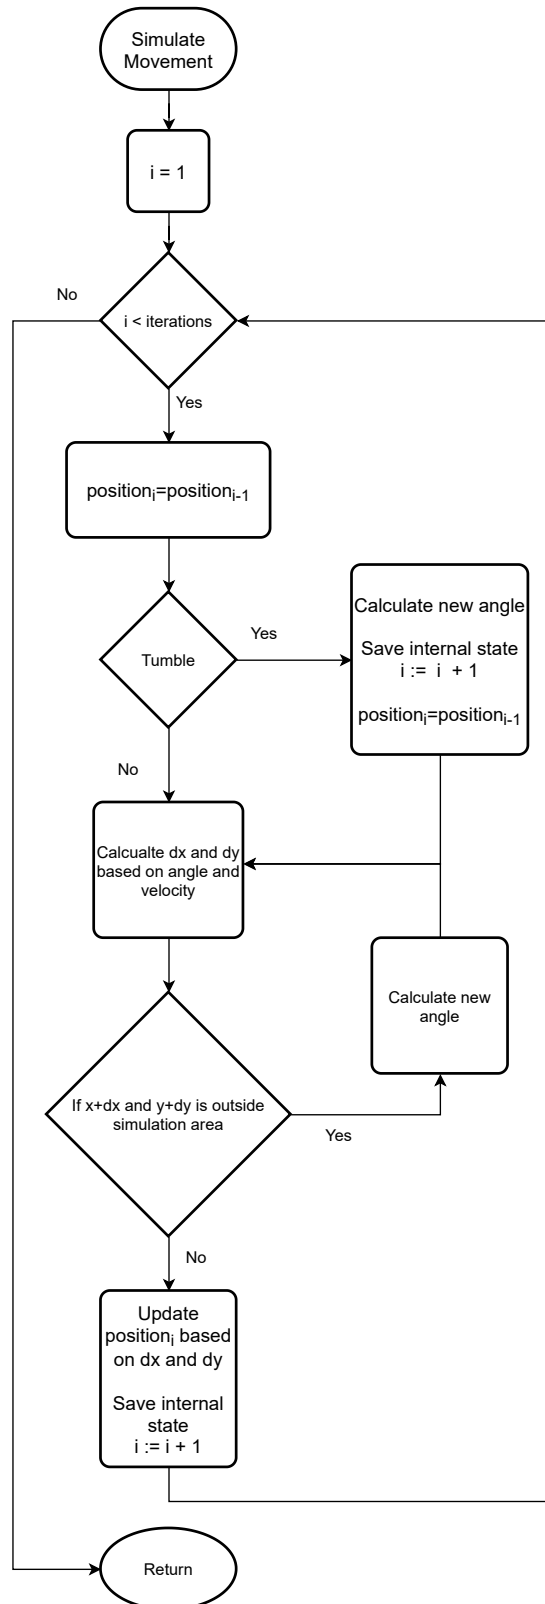 Simulate
Movement
i = 1
No
i < iterations
Yes
position_i=position_{i-1}
Calculate new angle
Save internal state
i := i + 1
position_i=position_{i-1}
Yes
Tumble
No
Calcualte dx and dy
based on angle and
velocity
Calculate new
angle
If x+dx and y+dy is outside
simulation area
Yes
No
Update
position_i based
on dx and dy
Save internal
state
i := i + 1
Return